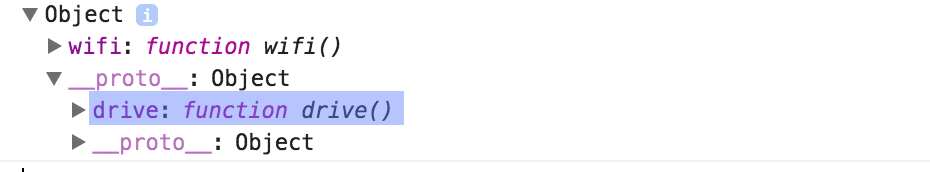 Object i
wifi: function wifi()
__proto__: Object
drive: function drive()
__proto__: Object